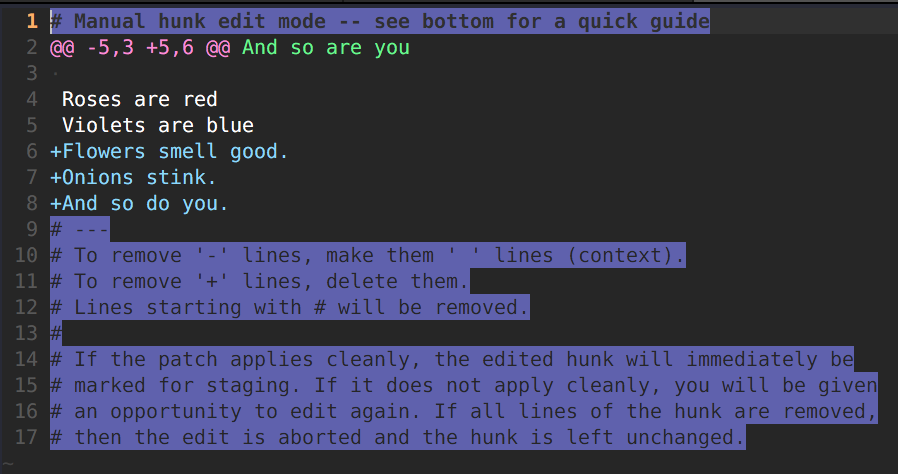 1 # Manual hunk edit mode -- see bottom for a quick guide
2 @@ -5,3 +5,6 @@ And so are you
3 ·
4  Roses are red
5  Violets are blue
6 +Flowers smell good.
7 +Onions stink.
8 +And so do you.
9 # ---
10 # To remove '-' lines, make them ' ' lines (context).
11 # To remove '+' lines, delete them.
12 # Lines starting with # will be removed.
13 #
14 # If the patch applies cleanly, the edited hunk will immediately be
15 # marked for staging. If it does not apply cleanly, you will be given
16 # an opportunity to edit again. If all lines of the hunk are removed,
17 # then the edit is aborted and the hunk is left unchanged.
~